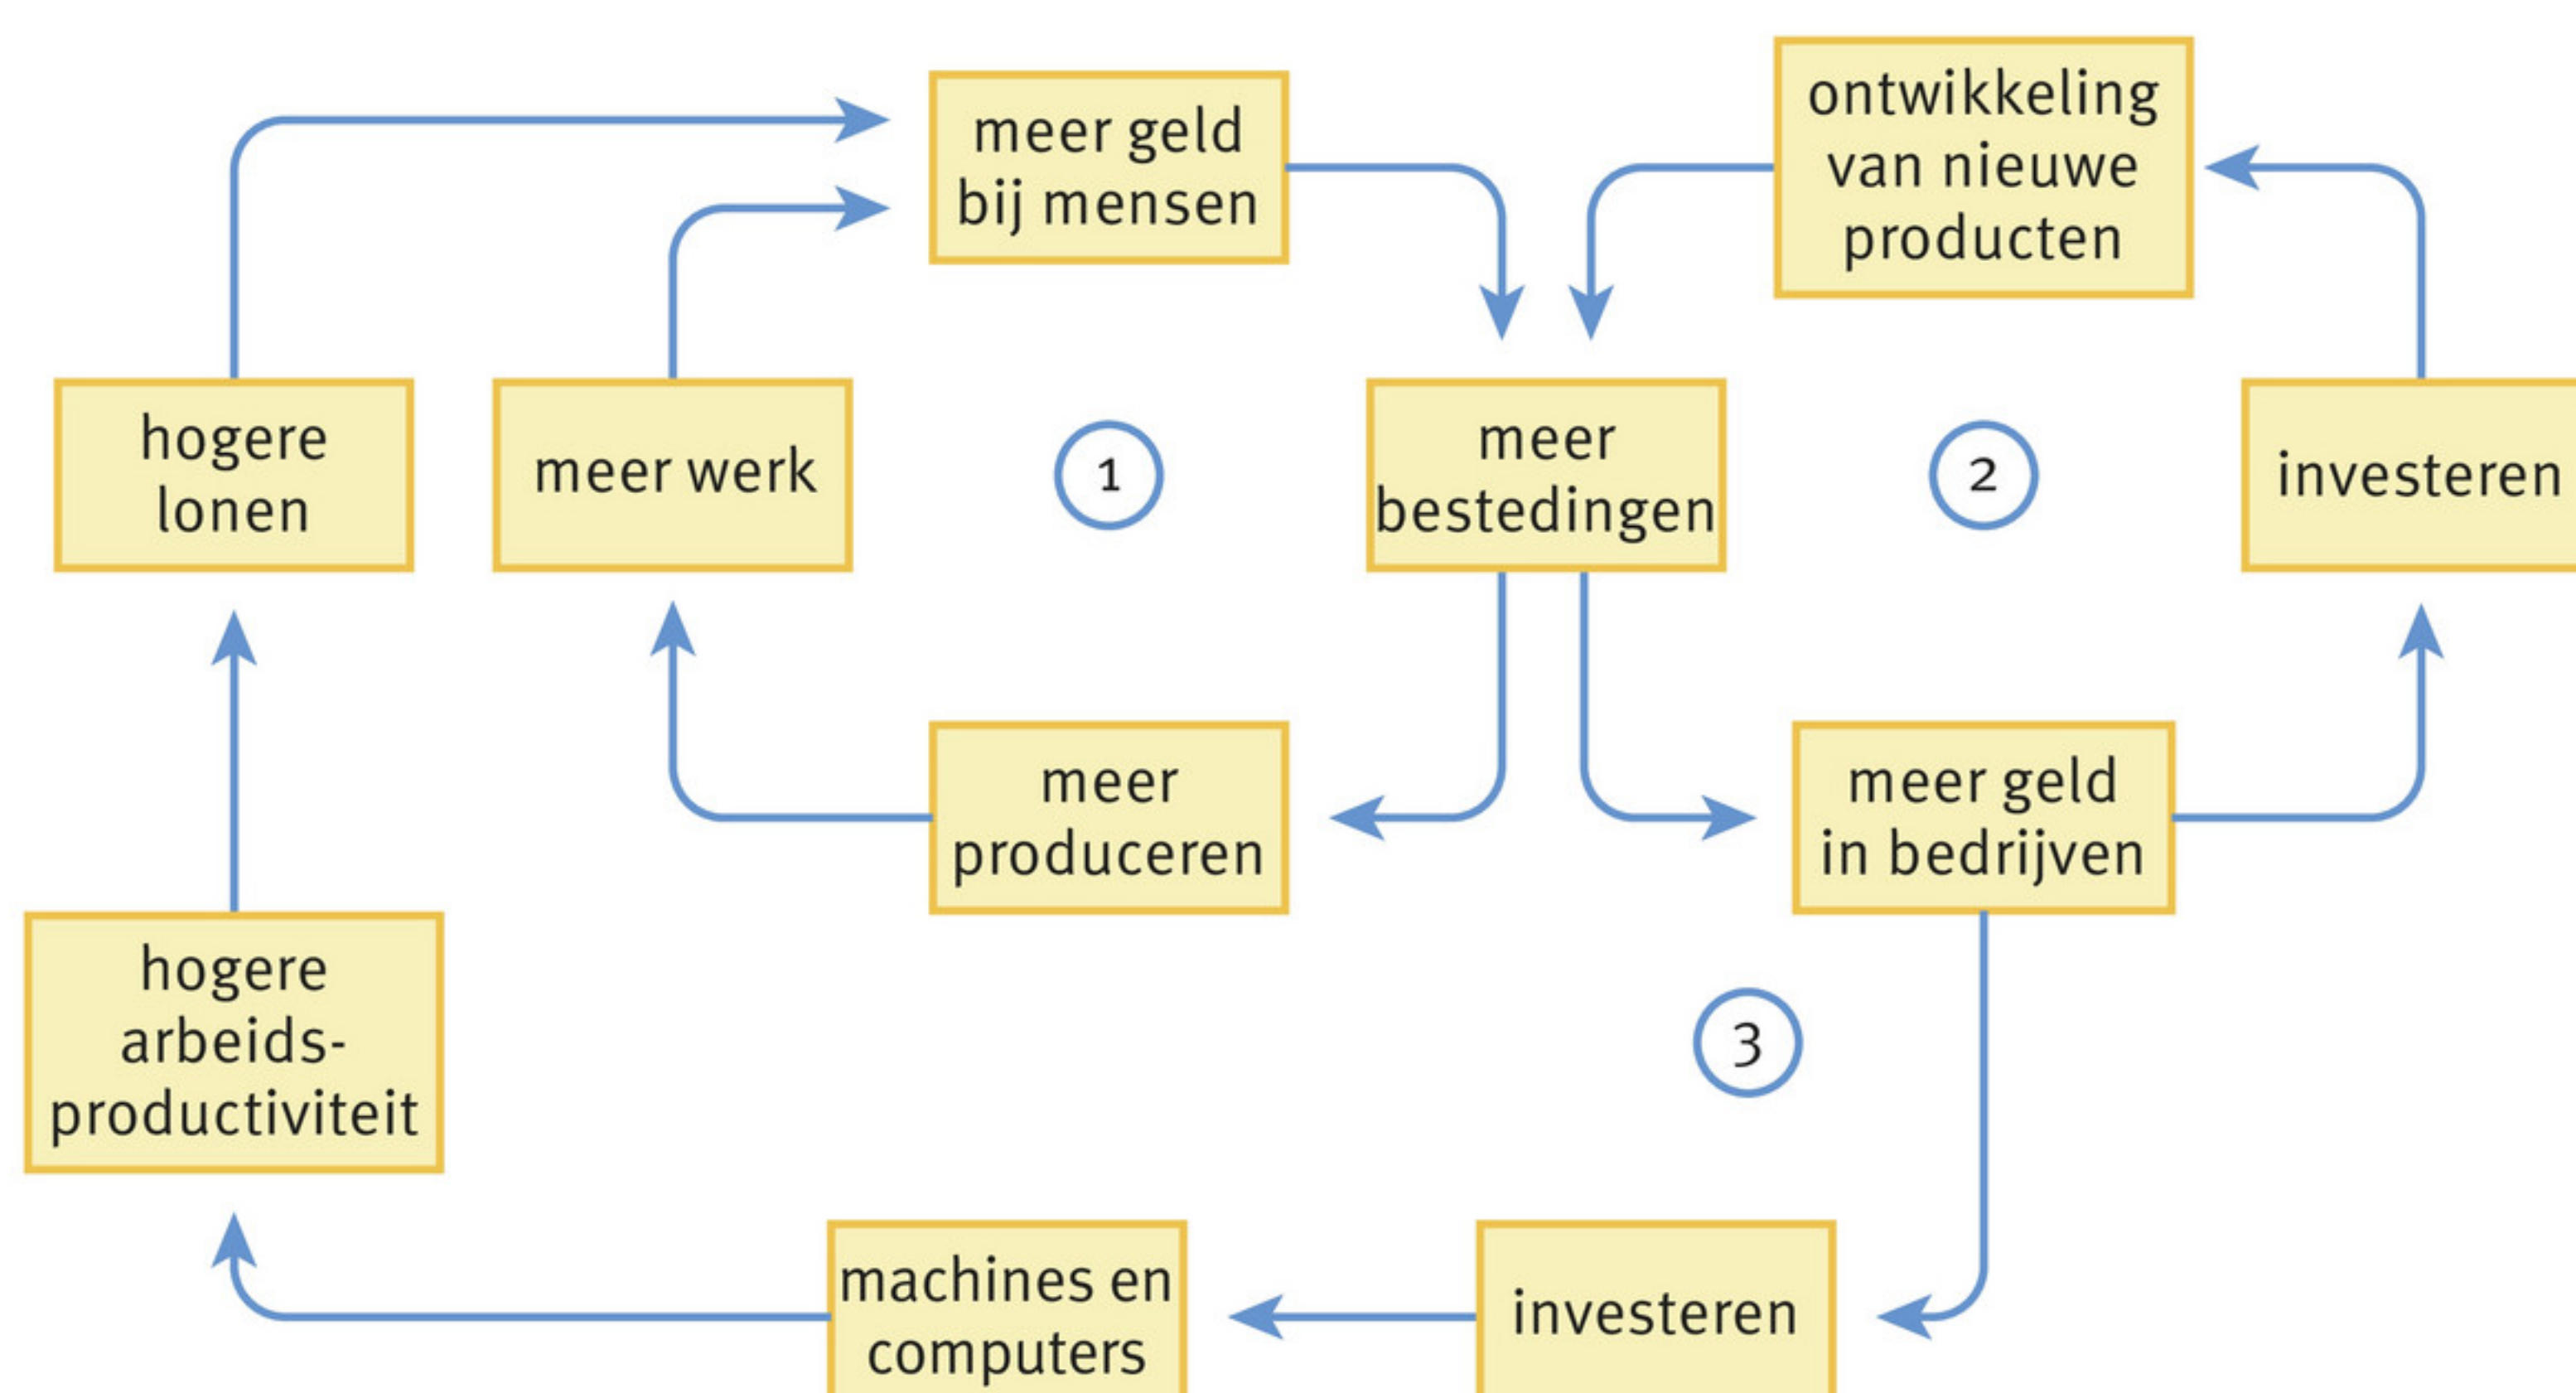 meer geld
bij mensen
ontwikkeling
van nieuwe
producten
hogere
lonen
meer werk
1
meer
bestedingen
2
investeren
meer
produceren
meer geld
in bedrijven
hogere
arbeids-
productiviteit
3
machines en
computers
investeren